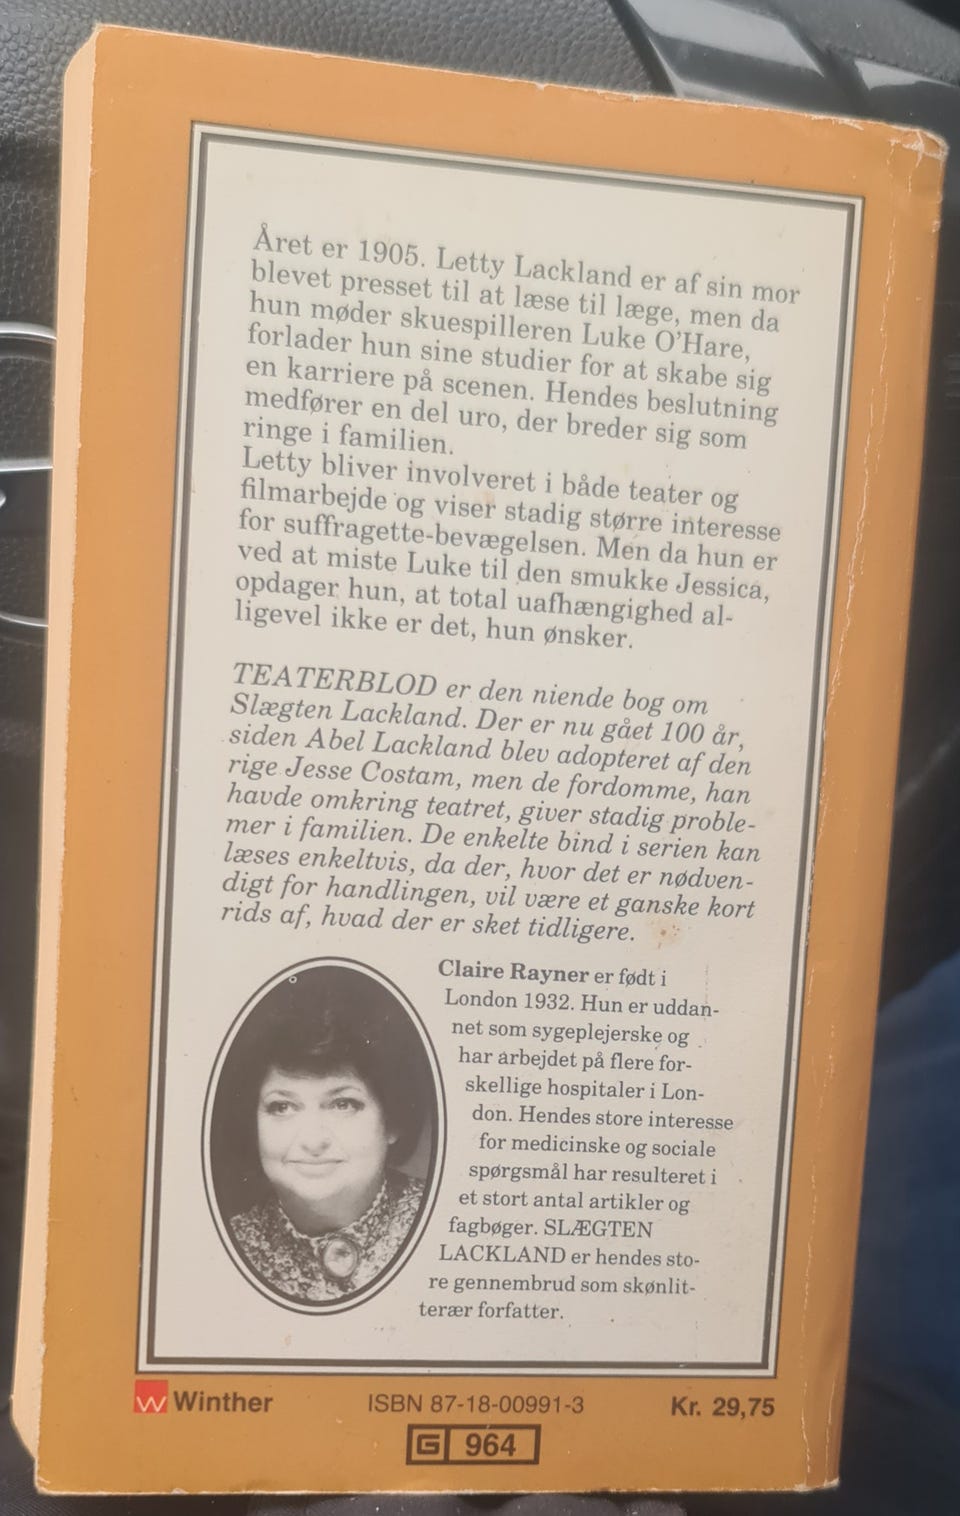 Året er 1905. Letty Lackland er af sin mor
blevet presset til at læse til læge, men da
hun møder skuespilleren Luke O'Hare,
forlader hun sine studier for at skabe sig
en karriere på scenen. Hendes beslutning
medfører en del uro, der breder sig som
ringe i familien.
Letty bliver involveret i både teater og
filmarbejde og viser stadig større interesse
for suffragette-bevægelsen. Men da hun er
ved at miste Luke til den smukke Jessica,
opdager hun, at total uafhængighed al-
ligevel ikke er det, hun ønsker.
TEATERBLOD er den niende bog om
Slægten Lackland. Der er nu gået 100 år,
siden Abel Lackland blev adopteret af den
rige Jesse Costam, men de fordomme, han
havde omkring teatret, giver stadig proble-
mer i familien. De enkelte bind i serien kan
læses enkeltvis, da der, hvor det er nødven-
digt for handlingen, vil være et ganske kort
rids af, hvad der er sket tidligere.
Claire Rayner er født i
London 1932. Hun er uddan-
net som sygeplejerske og
har arbejdet på flere for-
skellige hospitaler i Lon-
don. Hendes store interesse
for medicinske og sociale
spørgsmål har resulteret i
et stort antal artikler og
fagbøger. SLÆGTEN
LACKLAND er hendes sto-
re gennembrud som skønlit-
terær forfatter.
W Winther ISBN 87-18-00991-3 Kr. 29,75
G 964